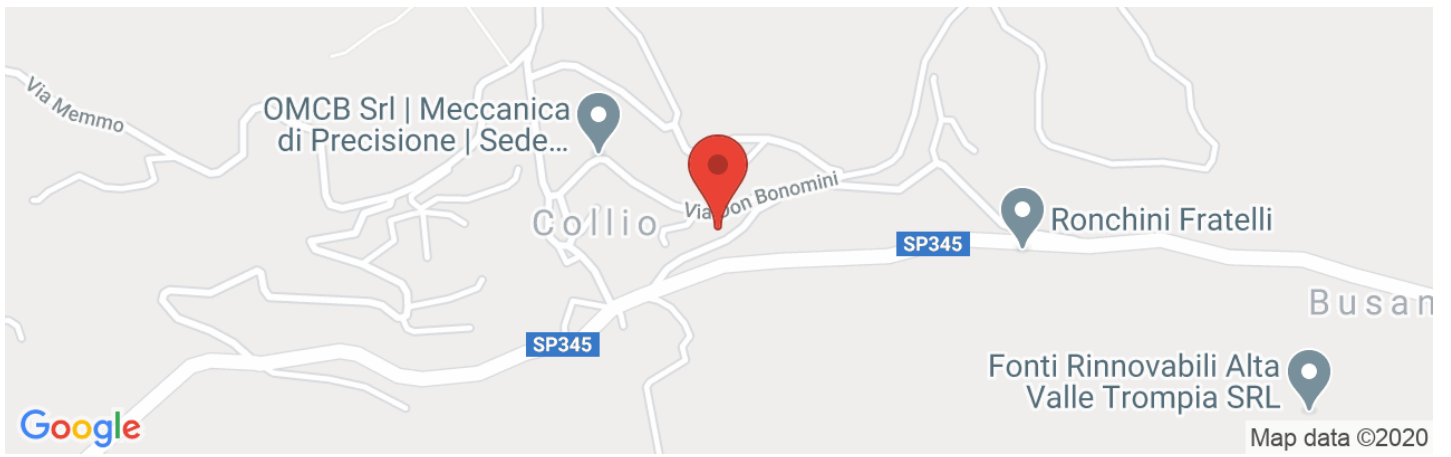 Via Memmo
OMCB Srl | Meccanica
di Precisione | Sede...
Via Don Bonomini
Collio
Ronchini Fratelli
SP345
Busan
SP345
Fonti Rinnovabili Alta
Valle Trompia SRL
Google
Map data ©2020